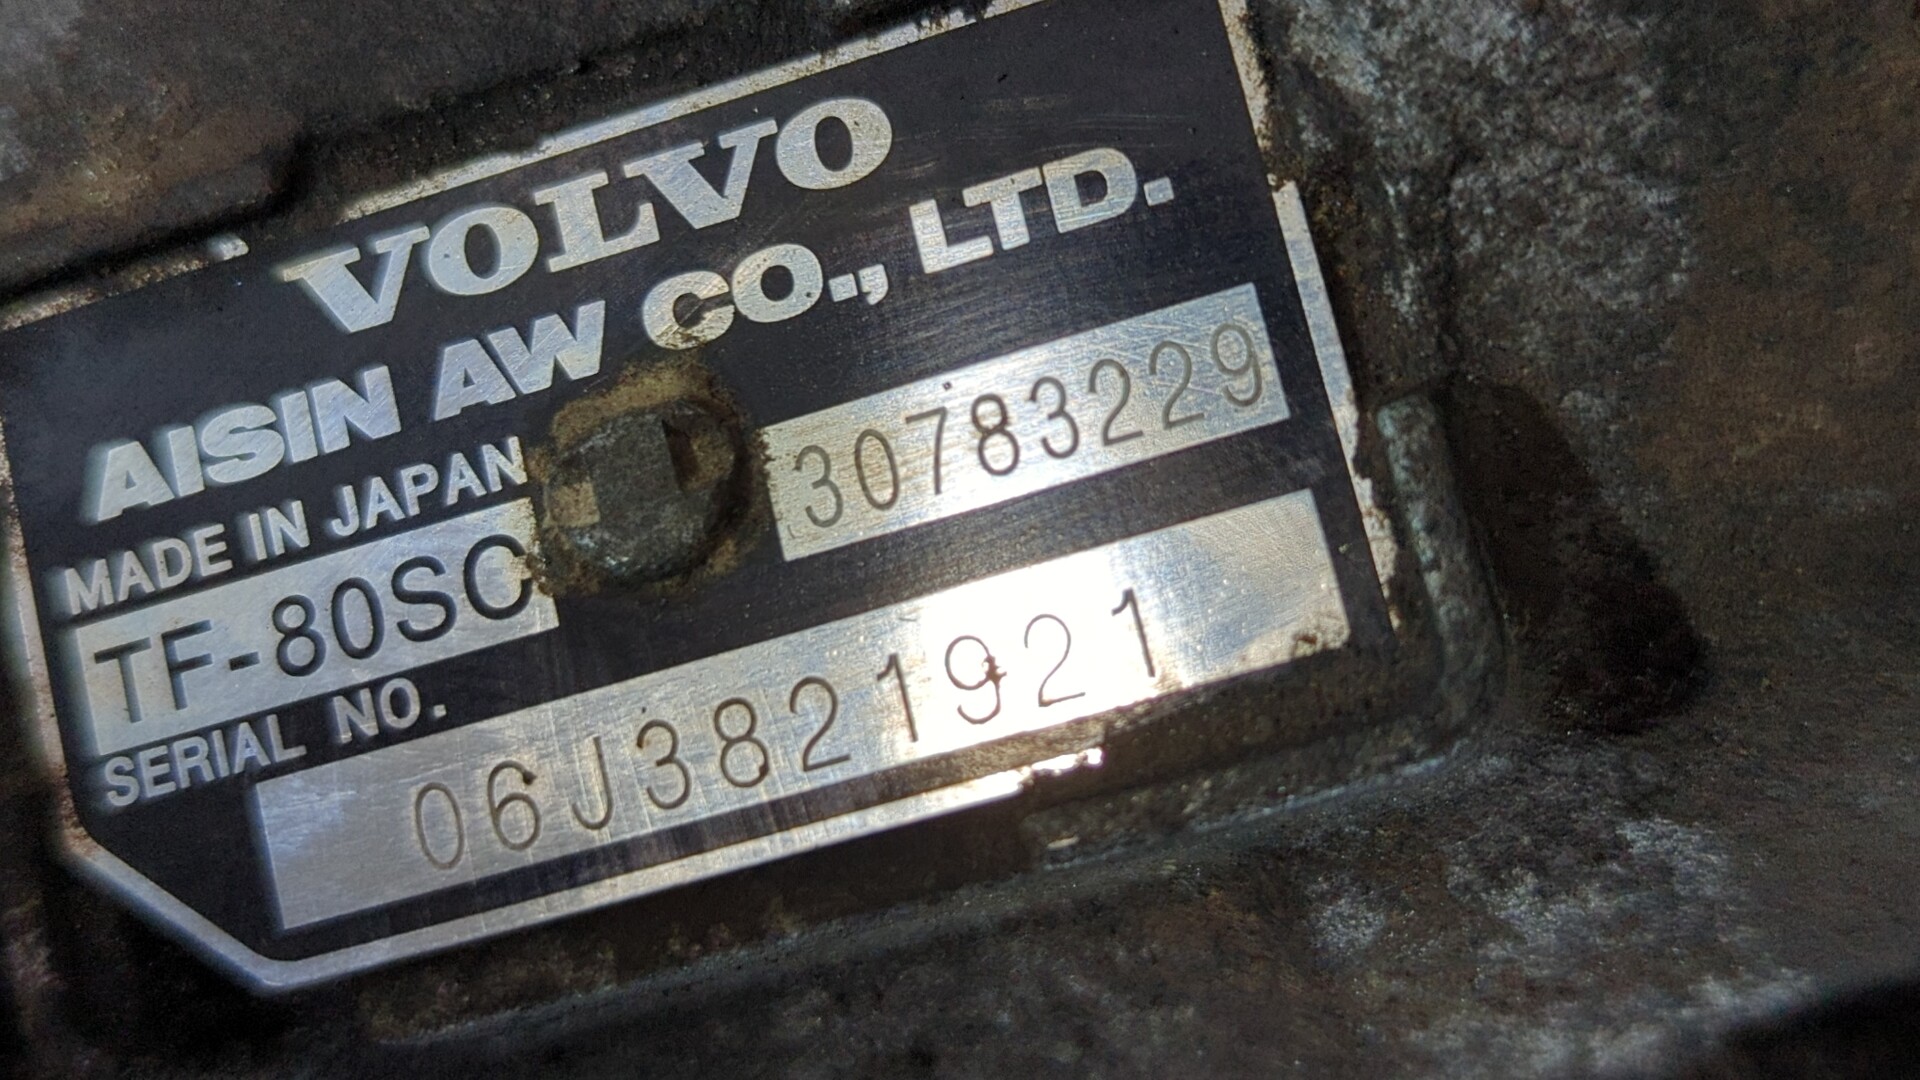 VOLVO
AISIN AW CO., LTD.
MADE IN JAPAN
TF-80SC
30783229
SERIAL NO.
06J3821921